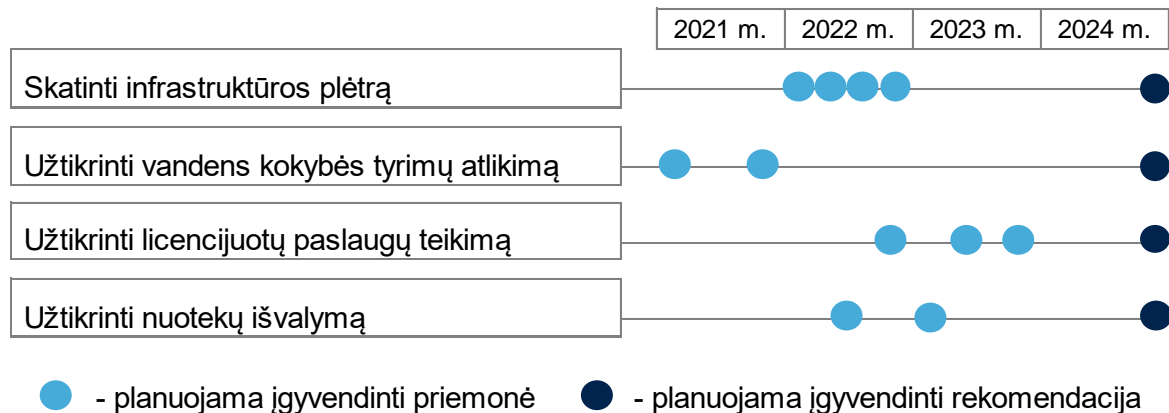 2021 m. 2022 m. 2023 m. 2024 m.
Skatinti infrastruktūros plėtrą
Užtikrinti vandens kokybės tyrimų atlikimą
Užtikrinti licencijuotų paslaugų teikimą
Užtikrinti nuotekų išvalymą
- planuojama įgyvendinti priemonė - planuojama įgyvendinti rekomendacija